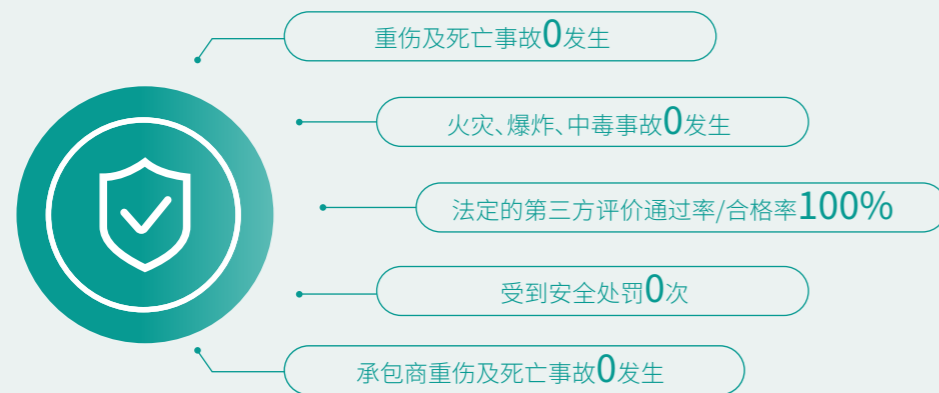 重伤及死亡事故0发生
火灾、爆炸、中毒事故0发生
法定的第三方评价通过率/合格率100%
受到安全处罚0次
承包商重伤及死亡事故0发生